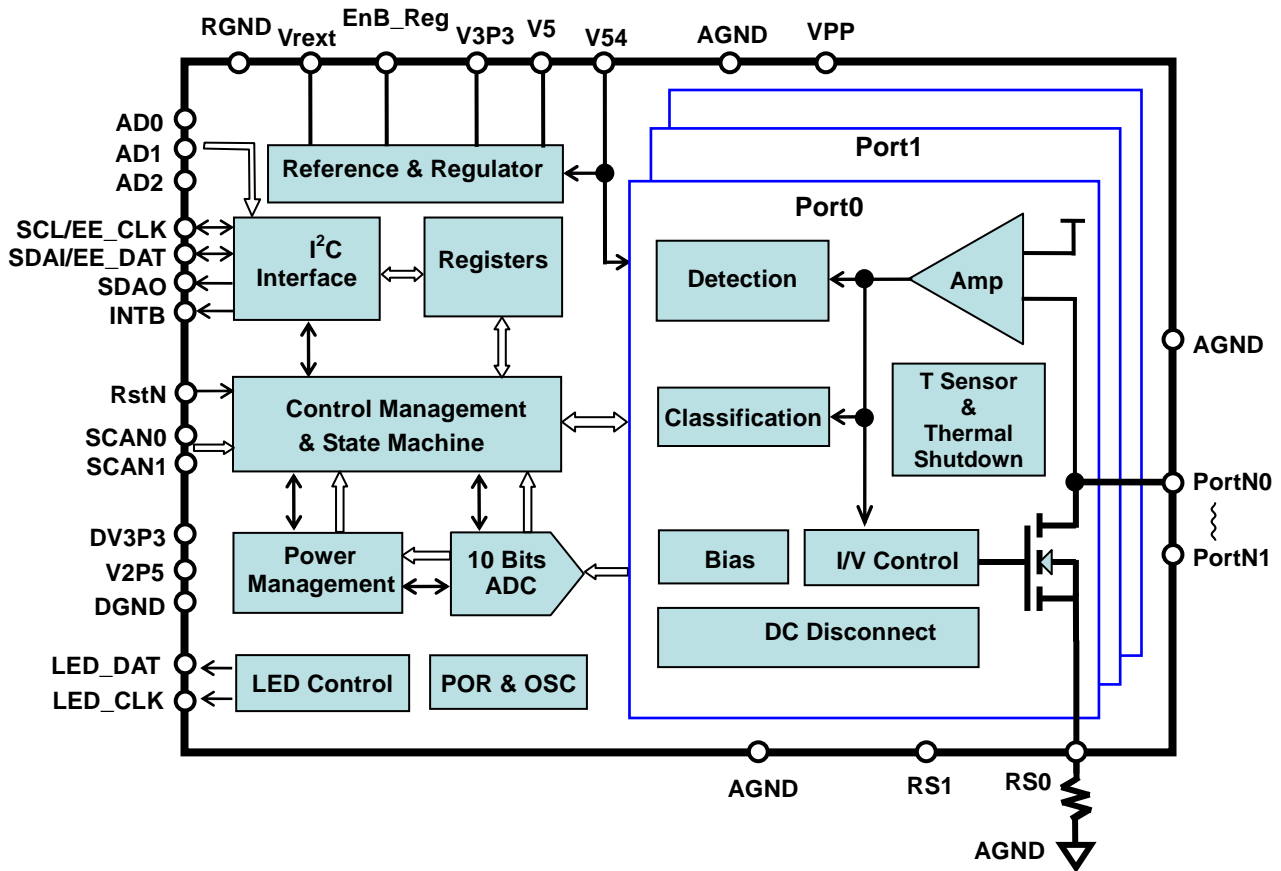 RGND
Vrext
EnB_Reg
V3P3
V5
V54
AGND
VPP
AD0
AD1
AD2
SCL/EE_CLK
SDAI/EE_DAT
SDAO
INTB
RstN
SCAN0
SCAN1
DV3P3
V2P5
DGND
LED_DAT
LED_CLK
Reference & Regulator
I²C
Interface
Registers
Control Management
& State Machine
Power
Management
10 Bits
ADC
LED Control
POR & OSC
Port1
Port0
Detection
Amp
Classification
T Sensor
&
Thermal
Shutdown
Bias
I/V Control
DC Disconnect
AGND
PortN0
PortN1
AGND
RS1
RS0
AGND